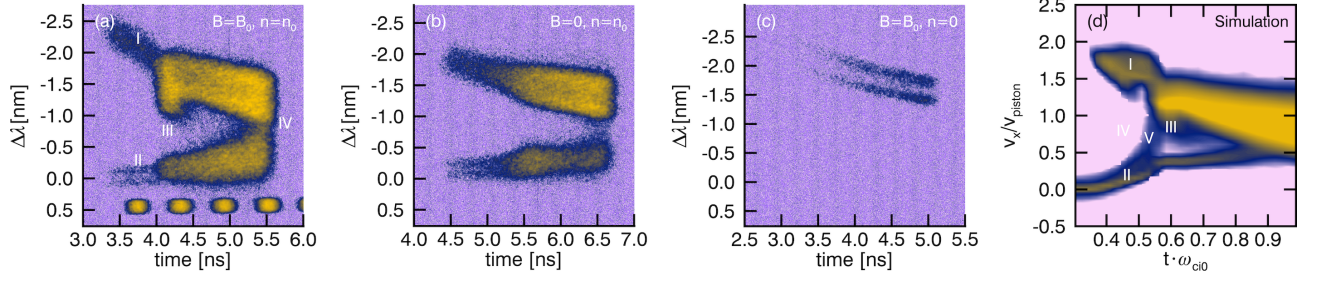 (a) B=B₀, n=n₀
I
II
III
IV
-2.5
-2.0
-1.5
-1.0
-0.5
0.0
0.5
Δλ [nm]
3.0 3.5 4.0 4.5 5.0 5.5 6.0
time [ns]
(b) B=0, n=n₀
-2.5
-2.0
-1.5
-1.0
-0.5
0.0
0.5
Δλ [nm]
4.0 4.5 5.0 5.5 6.0 6.5 7.0
time [ns]
(c) B=B₀, n=0
-2.5
-2.0
-1.5
-1.0
-0.5
0.0
0.5
Δλ [nm]
2.5 3.0 3.5 4.0 4.5 5.0 5.5
time [ns]
(d) Simulation
I
IV V III
II
2.5
2.0
1.5
1.0
0.5
0.0
-0.5
vₓ/v_piston
0.4 0.5 0.6 0.7 0.8 0.9
t·ω_ci0